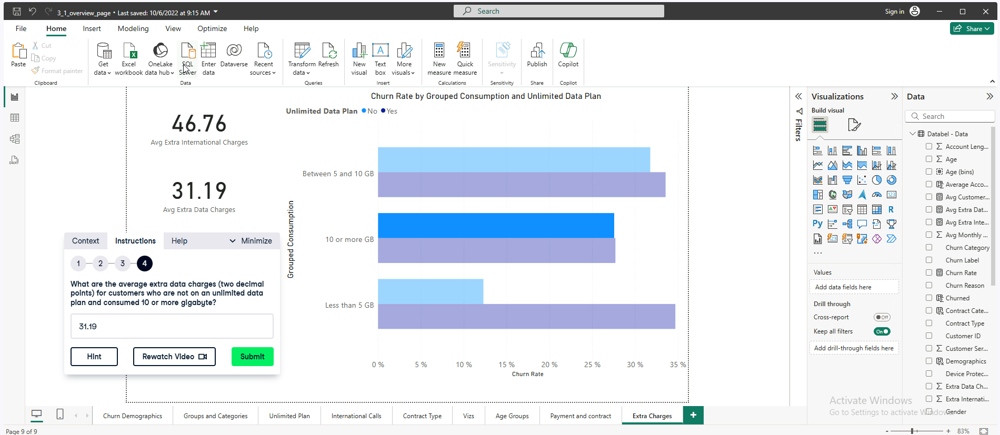 3_1_overview_page • Last saved: 10/6/2022 at 9:15 AM
Search
Sign in
File Home Insert Modeling View Optimize Help
Share
Paste
Cut
Copy
Format painter
Clipboard
Get data
Excel workbook
OneLake data hub
SQL Server
Enter data
Dataverse
Recent sources
Data
Transform data
Refresh
Queries
New visual
Text box
More visuals
Insert
New measure
Quick measure
Calculations
Sensitivity
Sensitivity
Publish
Share
Copilot
Copilot
46.76
Avg Extra International Charges
31.19
Avg Extra Data Charges
Churn Rate by Grouped Consumption and Unlimited Data Plan
Unlimited Data Plan No Yes
Grouped Consumption
Between 5 and 10 GB
10 or more GB
Less than 5 GB
0 % 5 % 10 % 15 % 20 % 25 % 30 % 35 %
Churn Rate
Context Instructions Help Minimize
1 2 3 4
What are the average extra data charges (two decimal
points) for customers who are not on an unlimited data
plan and consumed 10 or more gigabyte?
31.19
Hint Rewatch Video Submit
Filters
Visualizations
Build visual
R
Py
123
...
Values
Add data fields here
Drill through
Cross-report Off
Keep all filters On
Add drill-through fields here
Data
Search
Databel - Data
Account Leng...
Age
Age (bins)
Average Acco...
Avg Customer...
Avg Extra Dat...
Avg Extra Inte...
Avg Monthly ...
Churn Category
Churn Label
Churn Rate
Churn Reason
Churned
Contract Cate...
Contract Type
Customer ID
Customer Ser...
Demographics
Device Protec...
Extra Data Ch...
Extra Internati...
Gender
Activate Windows
Go to Settings to activate Windows.
DAX
Churn Demographics Groups and Categories Unlimited Plan International Calls Contract Type Vizs Age Groups Payment and contract Extra Charges +
Page 9 of 9
- + 83%